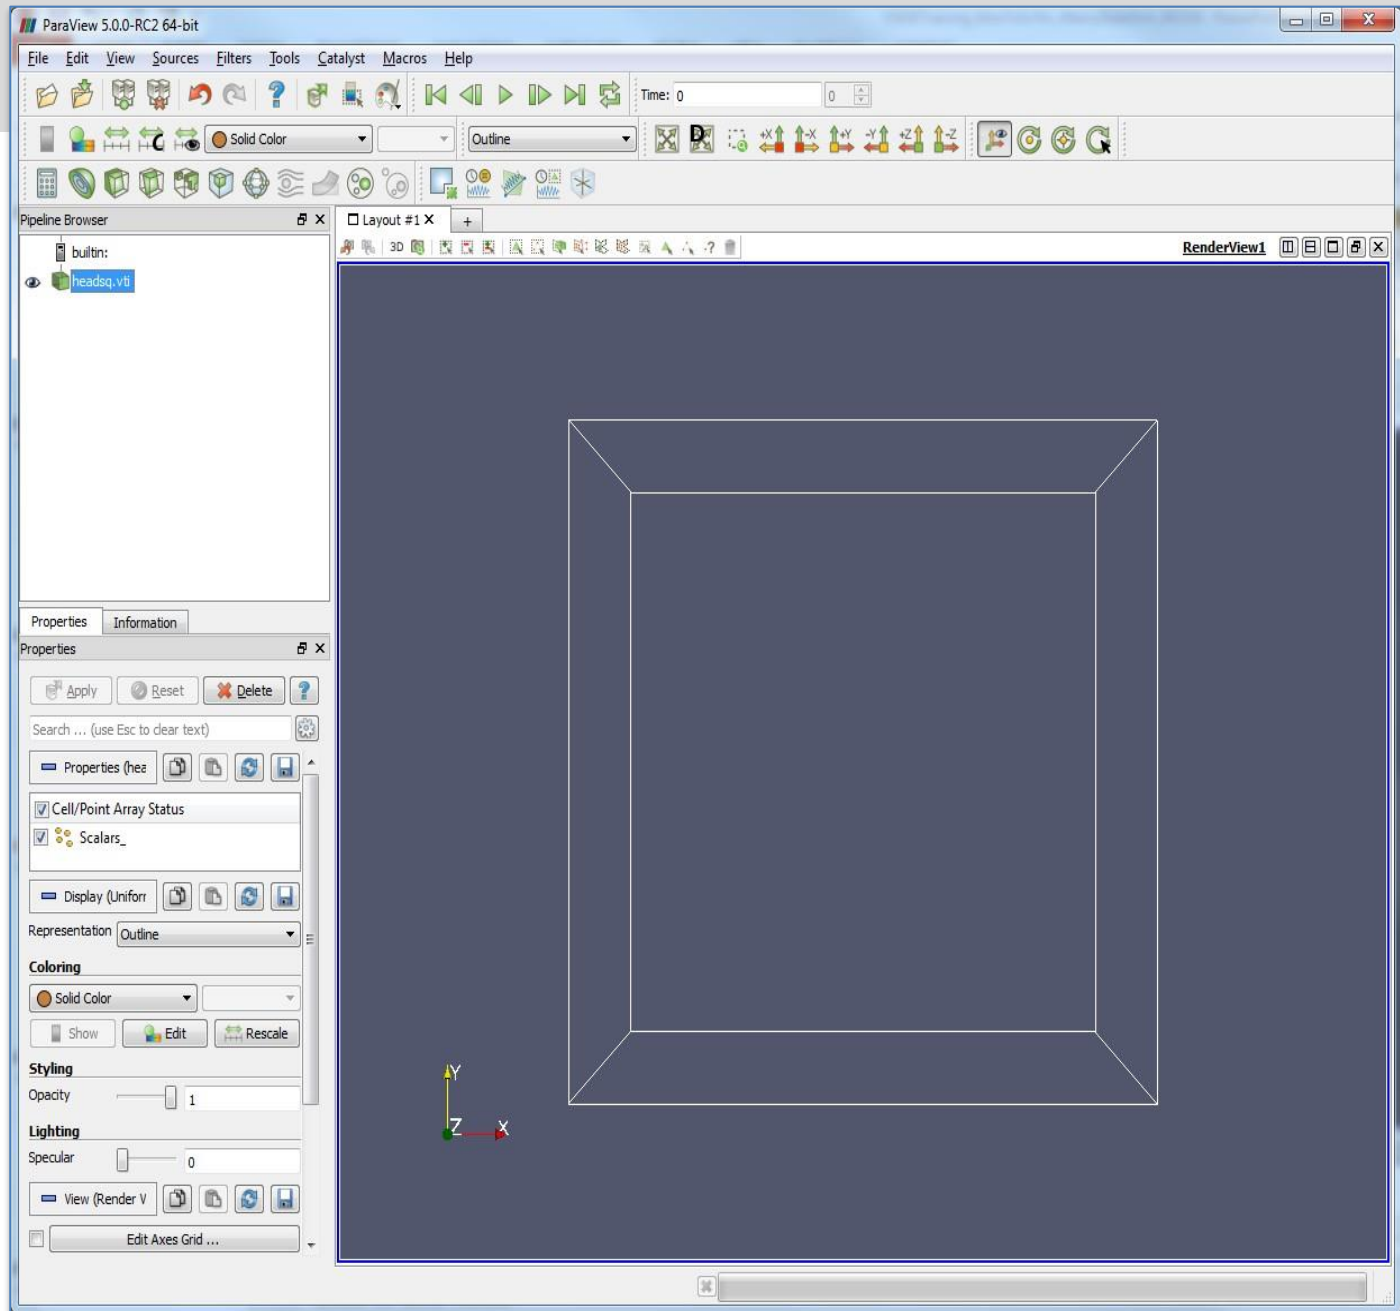 ParaView 5.0.0-RC2 64-bit
File Edit View Sources Filters Tools Catalyst Macros Help
Time: 0 0
Solid Color Outline +X -X +Y -Y +Z -Z
Pipeline Browser
Layout #1 X +
builtin:
3D
RenderView1
headsq.vti
Properties Information
Properties
Apply Reset Delete ?
Search ... (use Esc to clear text)
Properties (hea
Cell/Point Array Status
Scalars_
Display (Uniforr
Representation Outline
Coloring
Solid Color
Show Edit Rescale
Styling
Opacity 1
Lighting
Specular 0
View (Render V
Edit Axes Grid ...
Y
Z X